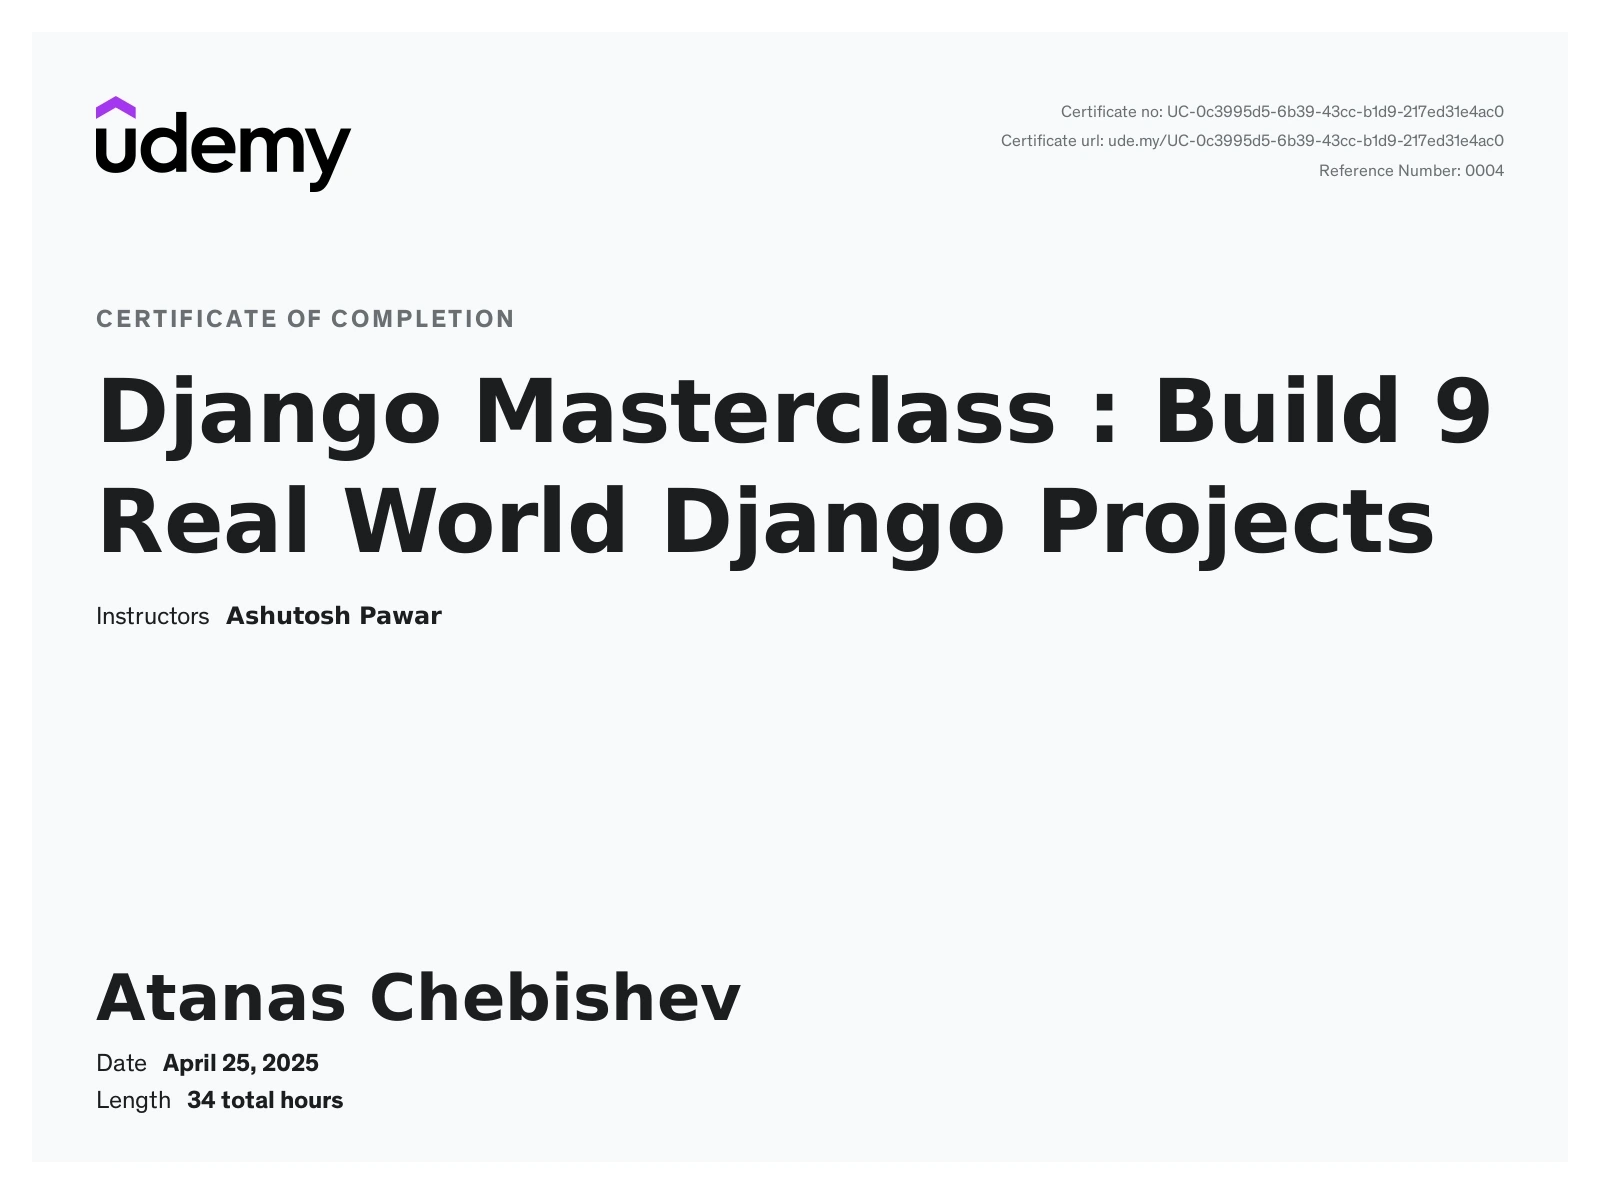 udemy
Certificate no: UC-0c3995d5-6b39-43cc-b1d9-217ed31e4ac0
Certificate url: ude.my/UC-0c3995d5-6b39-43cc-b1d9-217ed31e4ac0
Reference Number: 0004
CERTIFICATE OF COMPLETION
Django Masterclass : Build 9
Real World Django Projects
Instructors Ashutosh Pawar
Atanas Chebishev
Date April 25, 2025
Length 34 total hours